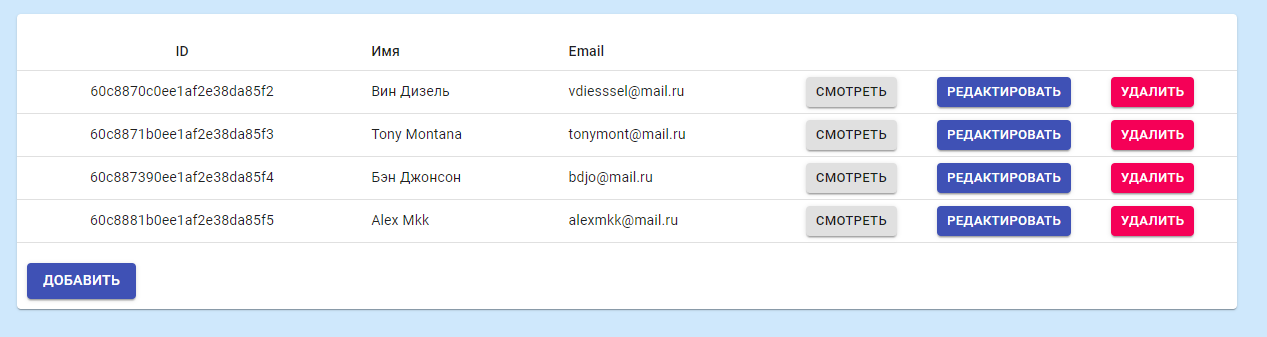 ID Имя Email
60c8870c0ee1af2e38da85f2 Вин Дизель vdiesssel@mail.ru СМОТРЕТЬ РЕДАКТИРОВАТЬ УДАЛИТЬ
60c8871b0ee1af2e38da85f3 Tony Montana tonymont@mail.ru СМОТРЕТЬ РЕДАКТИРОВАТЬ УДАЛИТЬ
60c887390ee1af2e38da85f4 Бэн Джонсон bdjo@mail.ru СМОТРЕТЬ РЕДАКТИРОВАТЬ УДАЛИТЬ
60c8881b0ee1af2e38da85f5 Alex Mkk alexmkk@mail.ru СМОТРЕТЬ РЕДАКТИРОВАТЬ УДАЛИТЬ
ДОБАВИТЬ